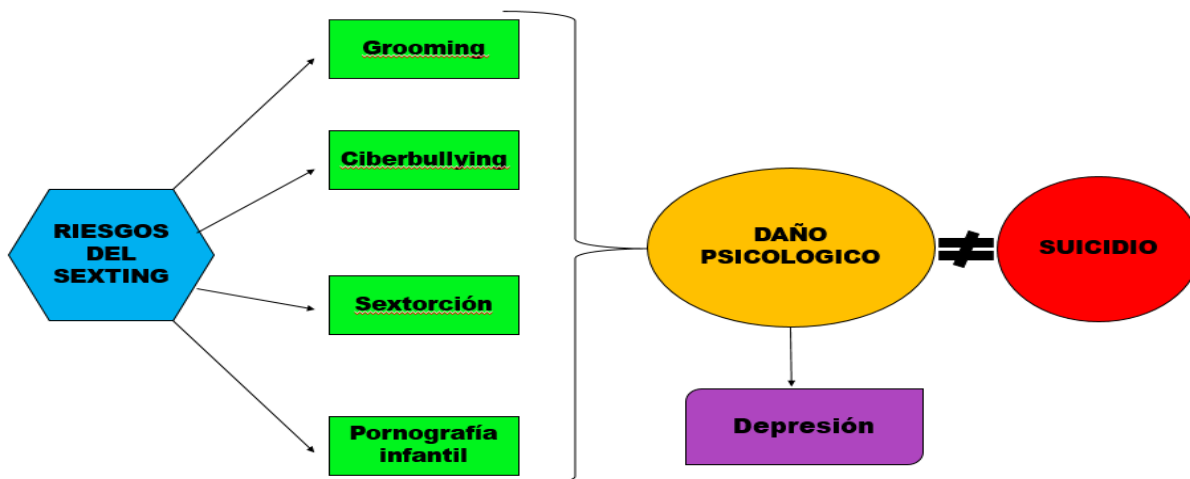 RIESGOS
DEL
SEXTING
Grooming
Ciberbullying
Sextorción
Pornografía
infantil
DAÑO
PSICOLOGICO
≠
SUICIDIO
Depresión